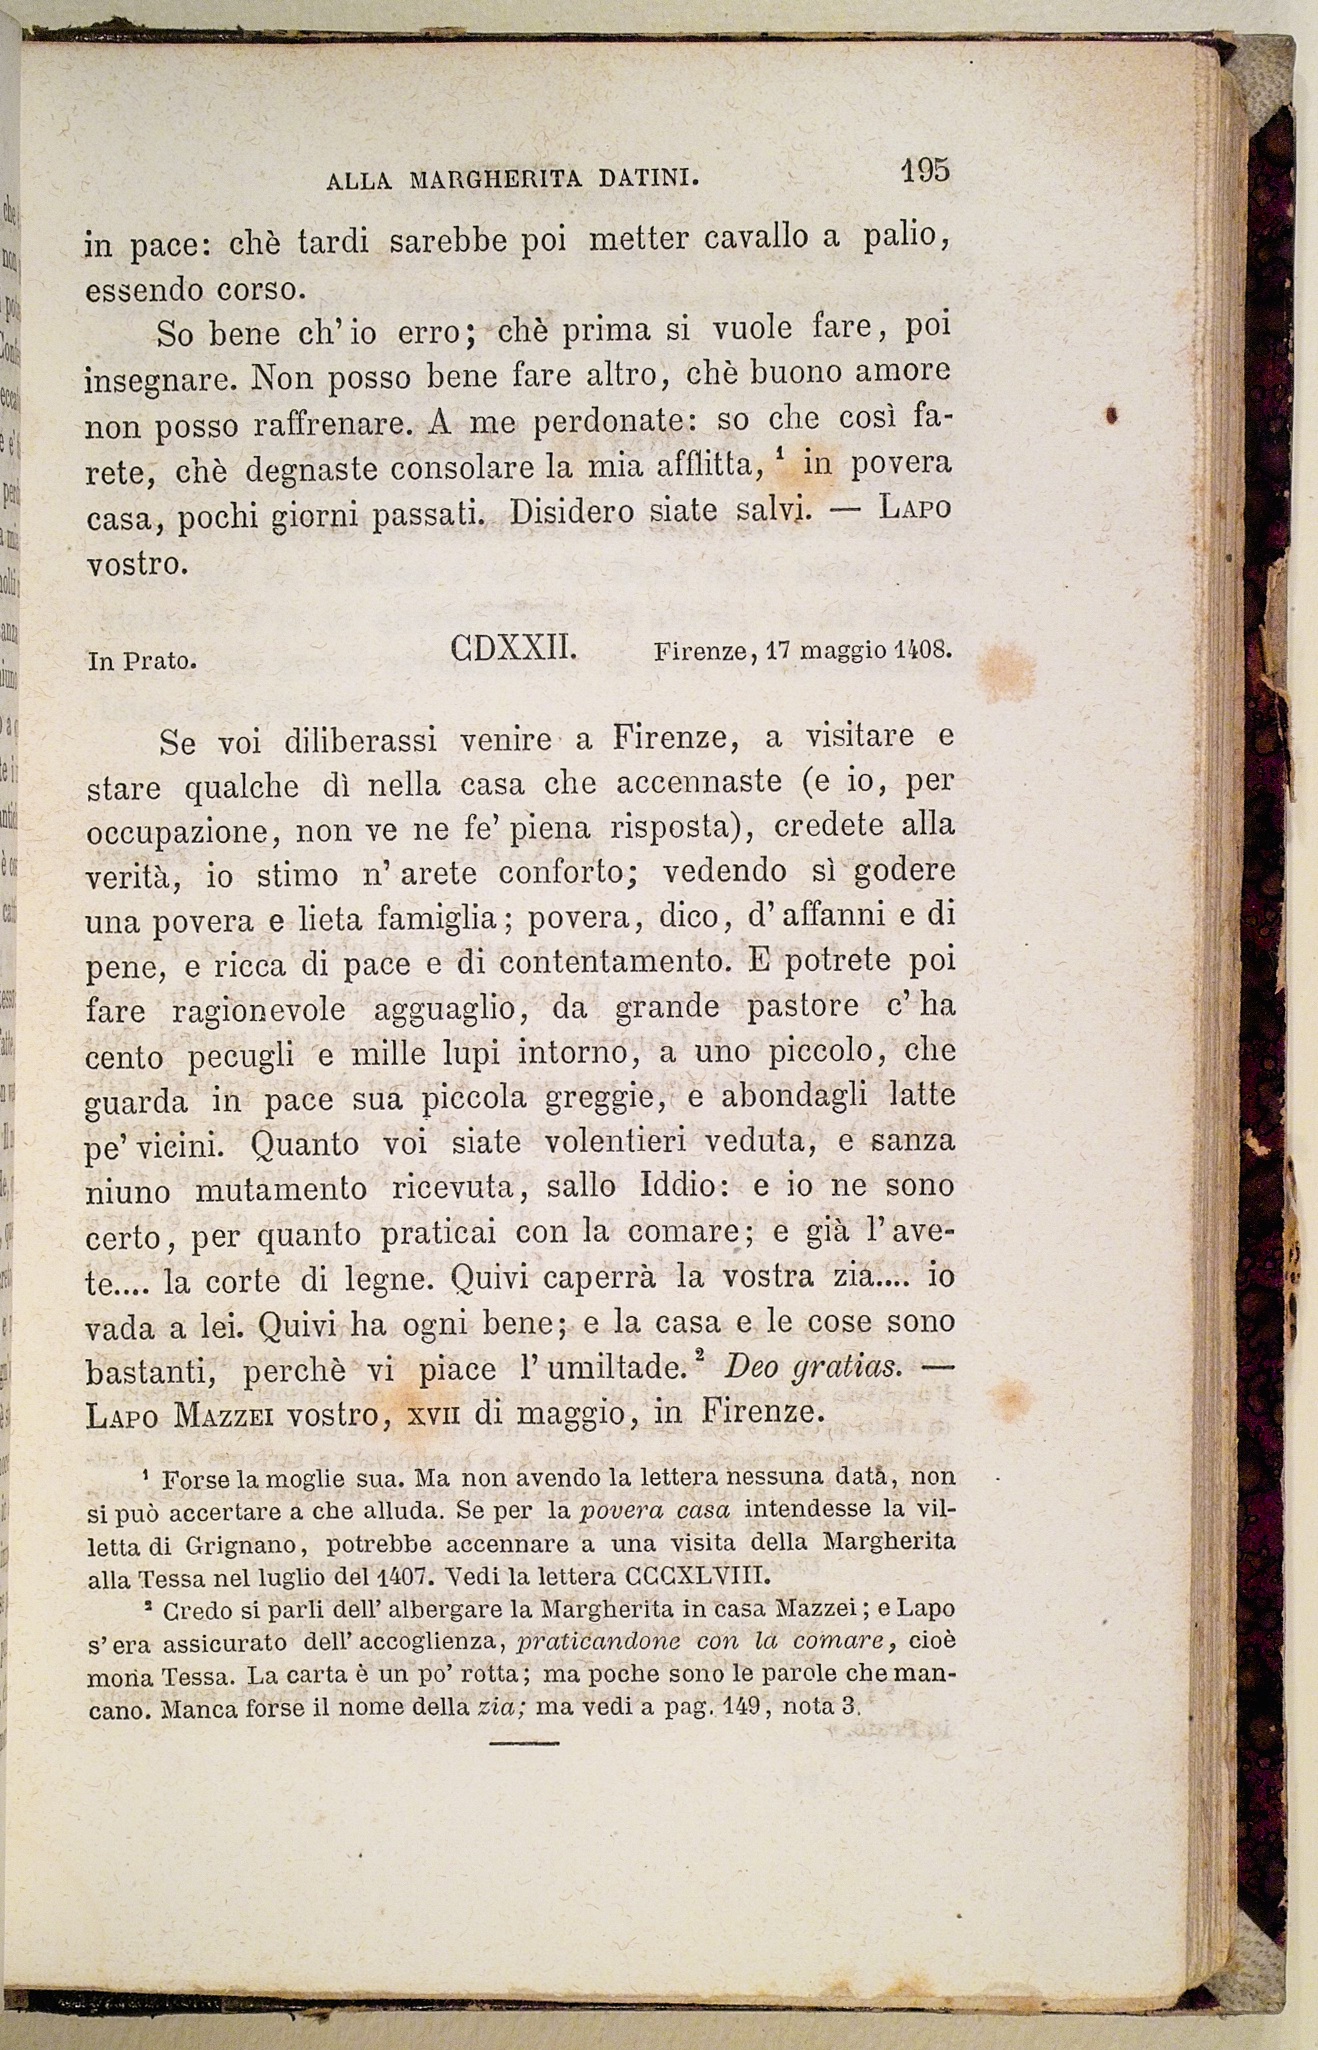 ALLA MARGHERITA DATINI. 195
in pace: chè tardi sarebbe poi metter cavallo a palio,
essendo corso.
So bene ch' io erro; chè prima si vuole fare, poi
insegnare. Non posso bene fare altro, chè buono amore
non posso raffrenare. A me perdonate: so che così fa-
rete, chè degnaste consolare la mia afflitta, ¹ in povera
casa, pochi giorni passati. Disidero siate salvi. — LAPO
vostro.
In Prato. CDXXII. Firenze, 17 maggio 1408.
Se voi diliberassi venire a Firenze, a visitare e
stare qualche dì nella casa che accennaste (e io, per
occupazione, non ve ne fe' piena risposta), credete alla
verità, io stimo n' arete conforto; vedendo sì godere
una povera e lieta famiglia; povera, dico, d' affanni e di
pene, e ricca di pace e di contentamento. E potrete poi
fare ragionevole agguaglio, da grande pastore c' ha
cento pecugli e mille lupi intorno, a uno piccolo, che
guarda in pace sua piccola greggie, e abondagli latte
pe' vicini. Quanto voi siate volentieri veduta, e sanza
niuno mutamento ricevuta, sallo Iddio: e io ne sono
certo, per quanto praticai con la comare; e già l' ave-
te.... la corte di legne. Quivi caperrà la vostra zia.... io
vada a lei. Quivi ha ogni bene; e la casa e le cose sono
bastanti, perchè vi piace l' umiltade.² Deo gratias. —
LAPO MAZZEI vostro, XVII di maggio, in Firenze.
¹ Forse la moglie sua. Ma non avendo la lettera nessuna data, non
si può accertare a che alluda. Se per la povera casa intendesse la vil-
letta di Grignano, potrebbe accennare a una visita della Margherita
alla Tessa nel luglio del 1407. Vedi la lettera CCCXLVIII.
² Credo si parli dell' albergare la Margherita in casa Mazzei; e Lapo
s' era assicurato dell' accoglienza, praticandone con la comare, cioè
mona Tessa. La carta è un po' rotta; ma poche sono le parole che man-
cano. Manca forse il nome della zia; ma vedi a pag. 149, nota 3.